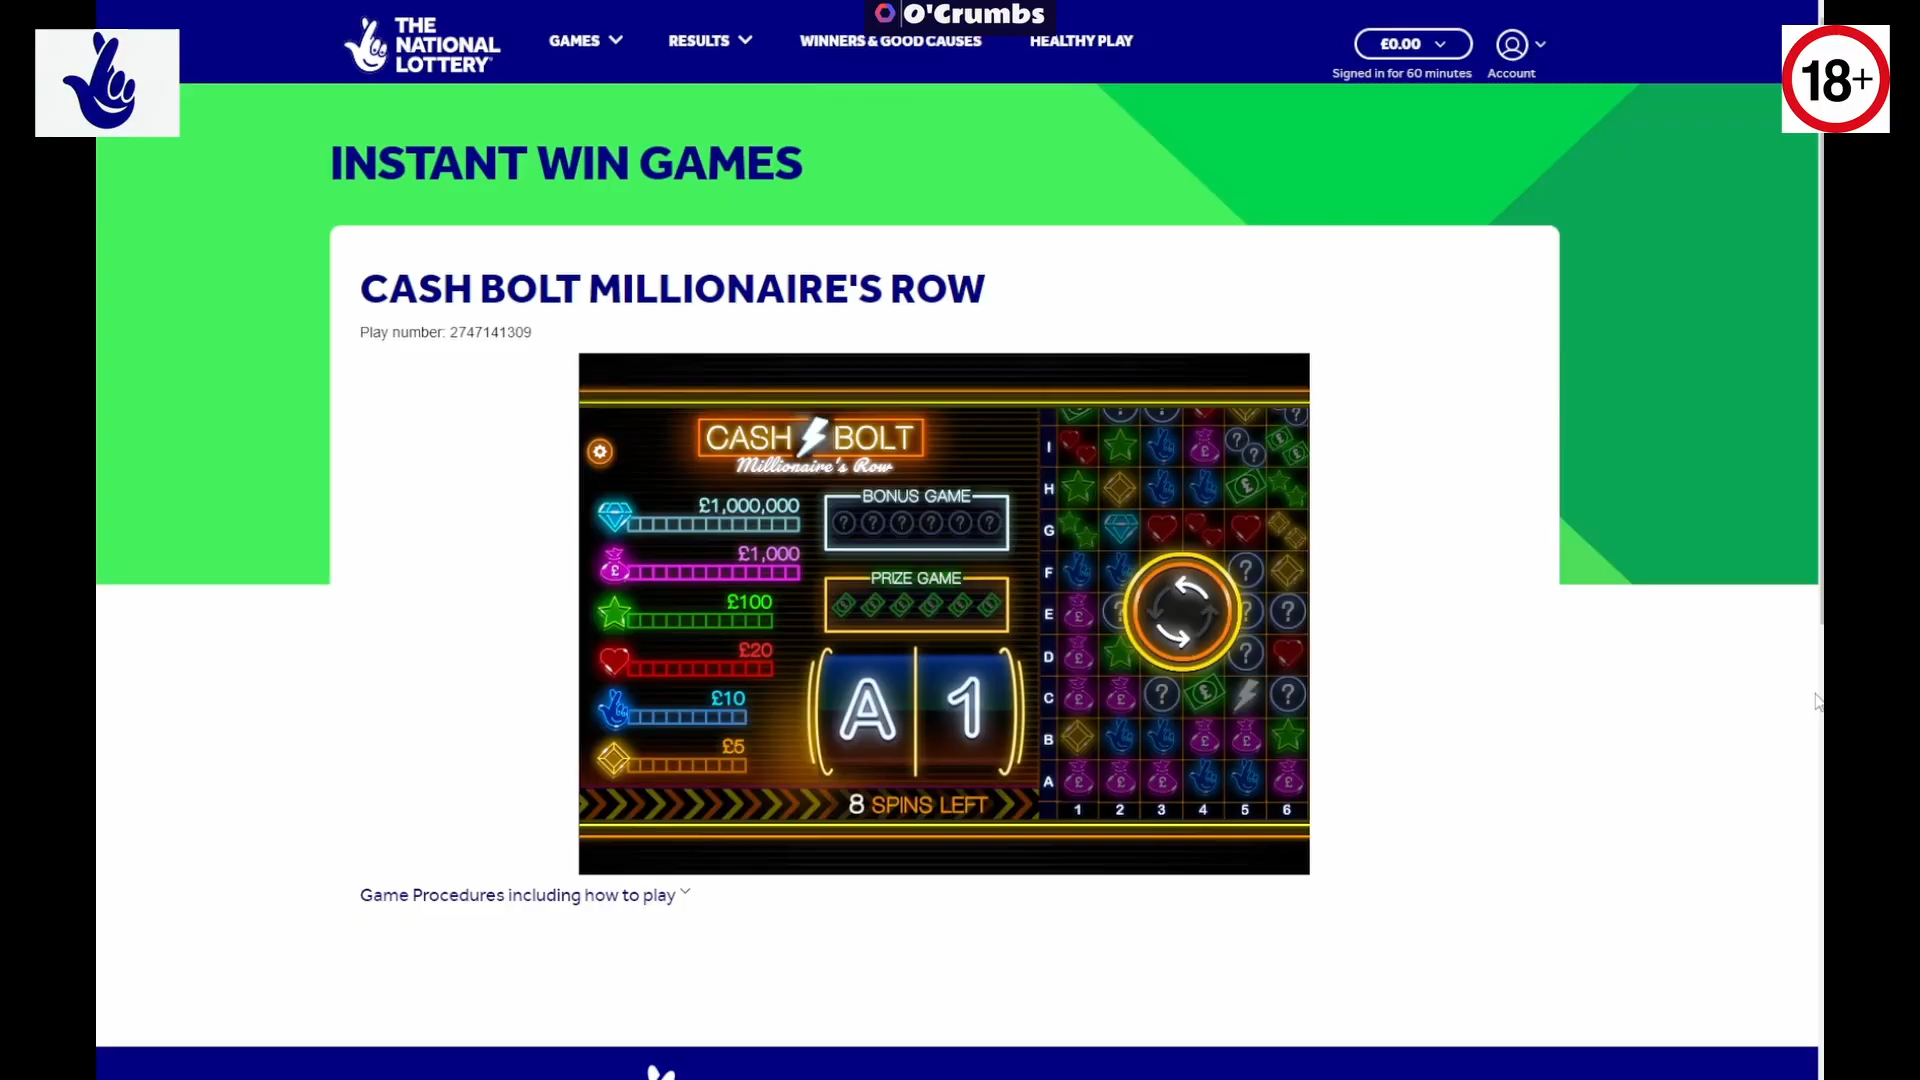 O'Crumbs
THE
NATIONAL
LOTTERY
GAMES
RESULTS
WINNERS & GOOD CAUSES
HEALTHY PLAY
£0.00
Signed in for 60 minutes
Account
18+
INSTANT WIN GAMES
CASH BOLT MILLIONAIRE'S ROW
Play number: 2747141309
CASH BOLT
Millionaire's Row
£1,000,000
£1,000
£100
£20
£10
£5
BONUS GAME
? ? ? ? ? ?
PRIZE GAME
A 1
8 SPINS LEFT
I
H
G
F
E
D
C
B
A
1 2 3 4 5 6
Game Procedures including how to play